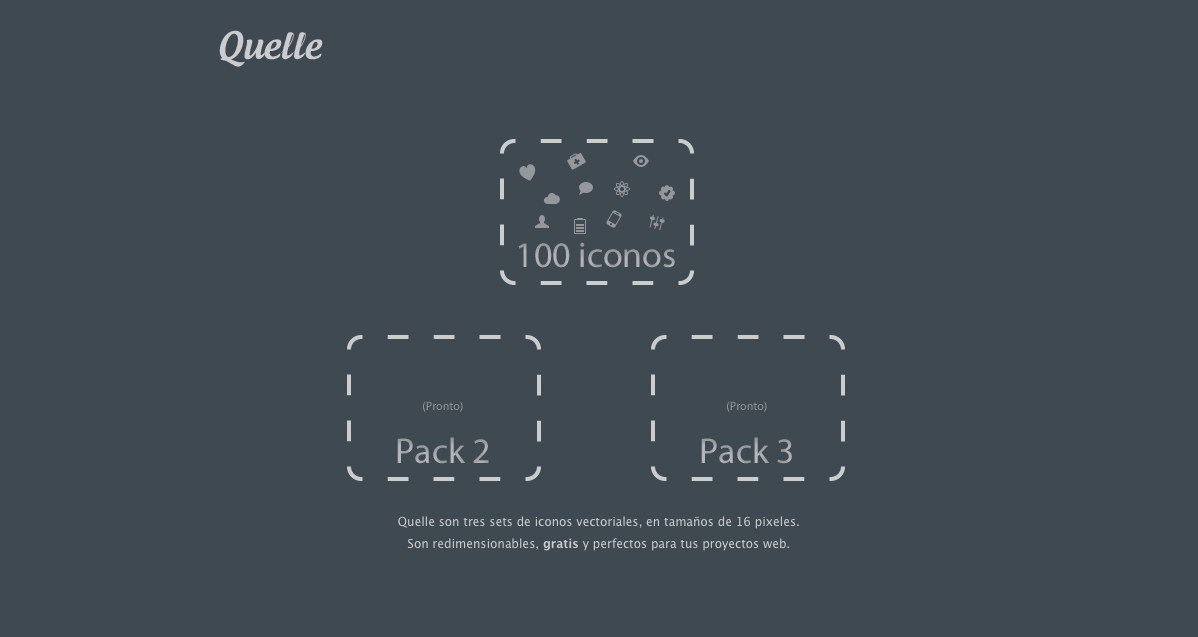 Quelle
100 iconos
(Pronto)
Pack 2
(Pronto)
Pack 3
Quelle son tres sets de iconos vectoriales, en tamaños de 16 pixeles.
Son redimensionables, gratis y perfectos para tus proyectos web.